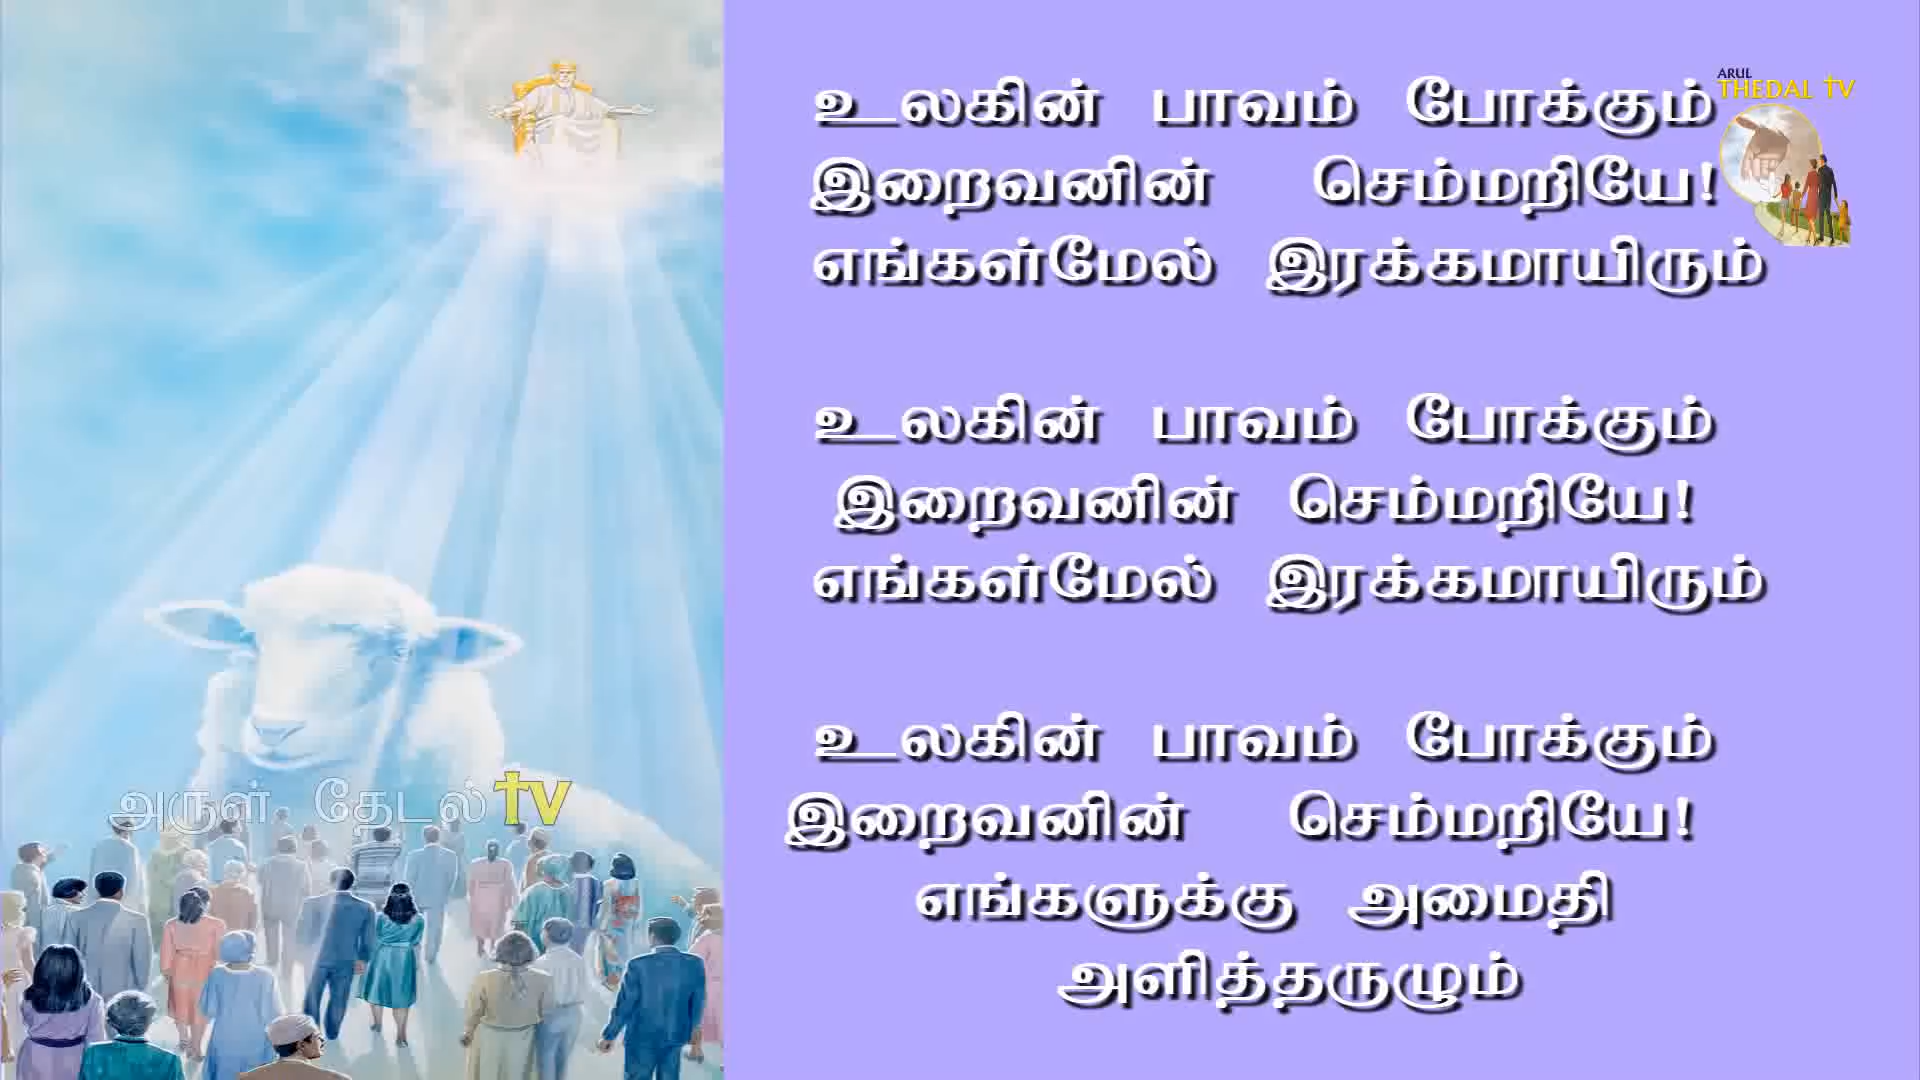 உலகின் பாவம் போக்கும்
இறைவனின் செம்மறியே!
எங்கள்மேல் இரக்கமாயிரும்
உலகின் பாவம் போக்கும்
இறைவனின் செம்மறியே!
எங்கள்மேல் இரக்கமாயிரும்
உலகின் பாவம் போக்கும்
இறைவனின் செம்மறியே!
எங்களுக்கு அமைதி
அளித்தருழும்
ARUL
THEDAL TV
அருள் தேடல் TV